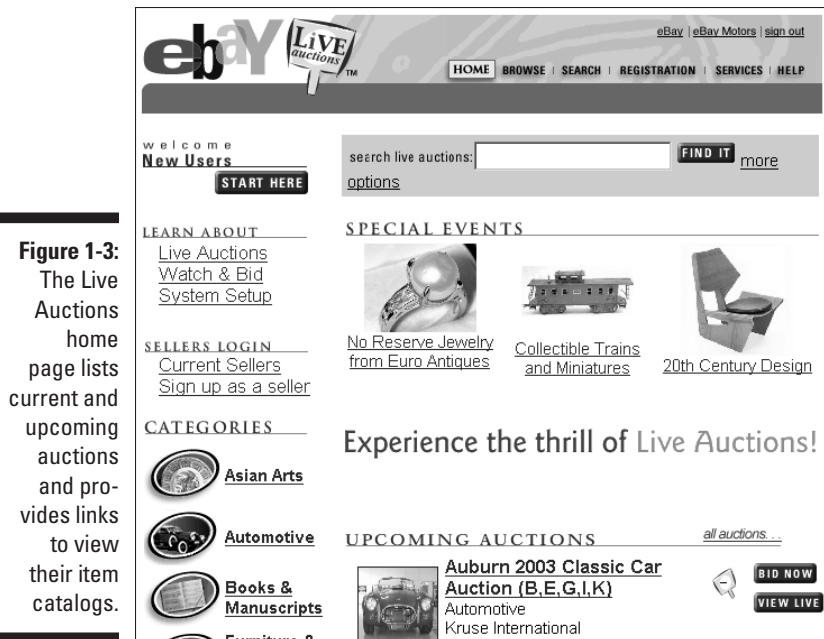 ebay LiVE auctions TM
eBay | eBay Motors | sign out
HOME BROWSE | SEARCH | REGISTRATION | SERVICES | HELP
welcome
New Users
START HERE
search live auctions: FIND IT more
options
LEARN ABOUT
Live Auctions
Watch & Bid
System Setup
SELLERS LOGIN
Current Sellers
Sign up as a seller
CATEGORIES
Asian Arts
Automotive
Books &
Manuscripts
Furniture &
SPECIAL EVENTS
No Reserve Jewelry
from Euro Antiques
Collectible Trains
and Miniatures
20th Century Design
Experience the thrill of Live Auctions!
UPCOMING AUCTIONS all auctions...
Auburn 2003 Classic Car
Auction (B,E,G,I,K)
Automotive
Kruse International
BID NOW
VIEW LIVE
Figure 1-3:
The Live
Auctions
home
page lists
current and
upcoming
auctions
and pro-
vides links
to view
their item
catalogs.